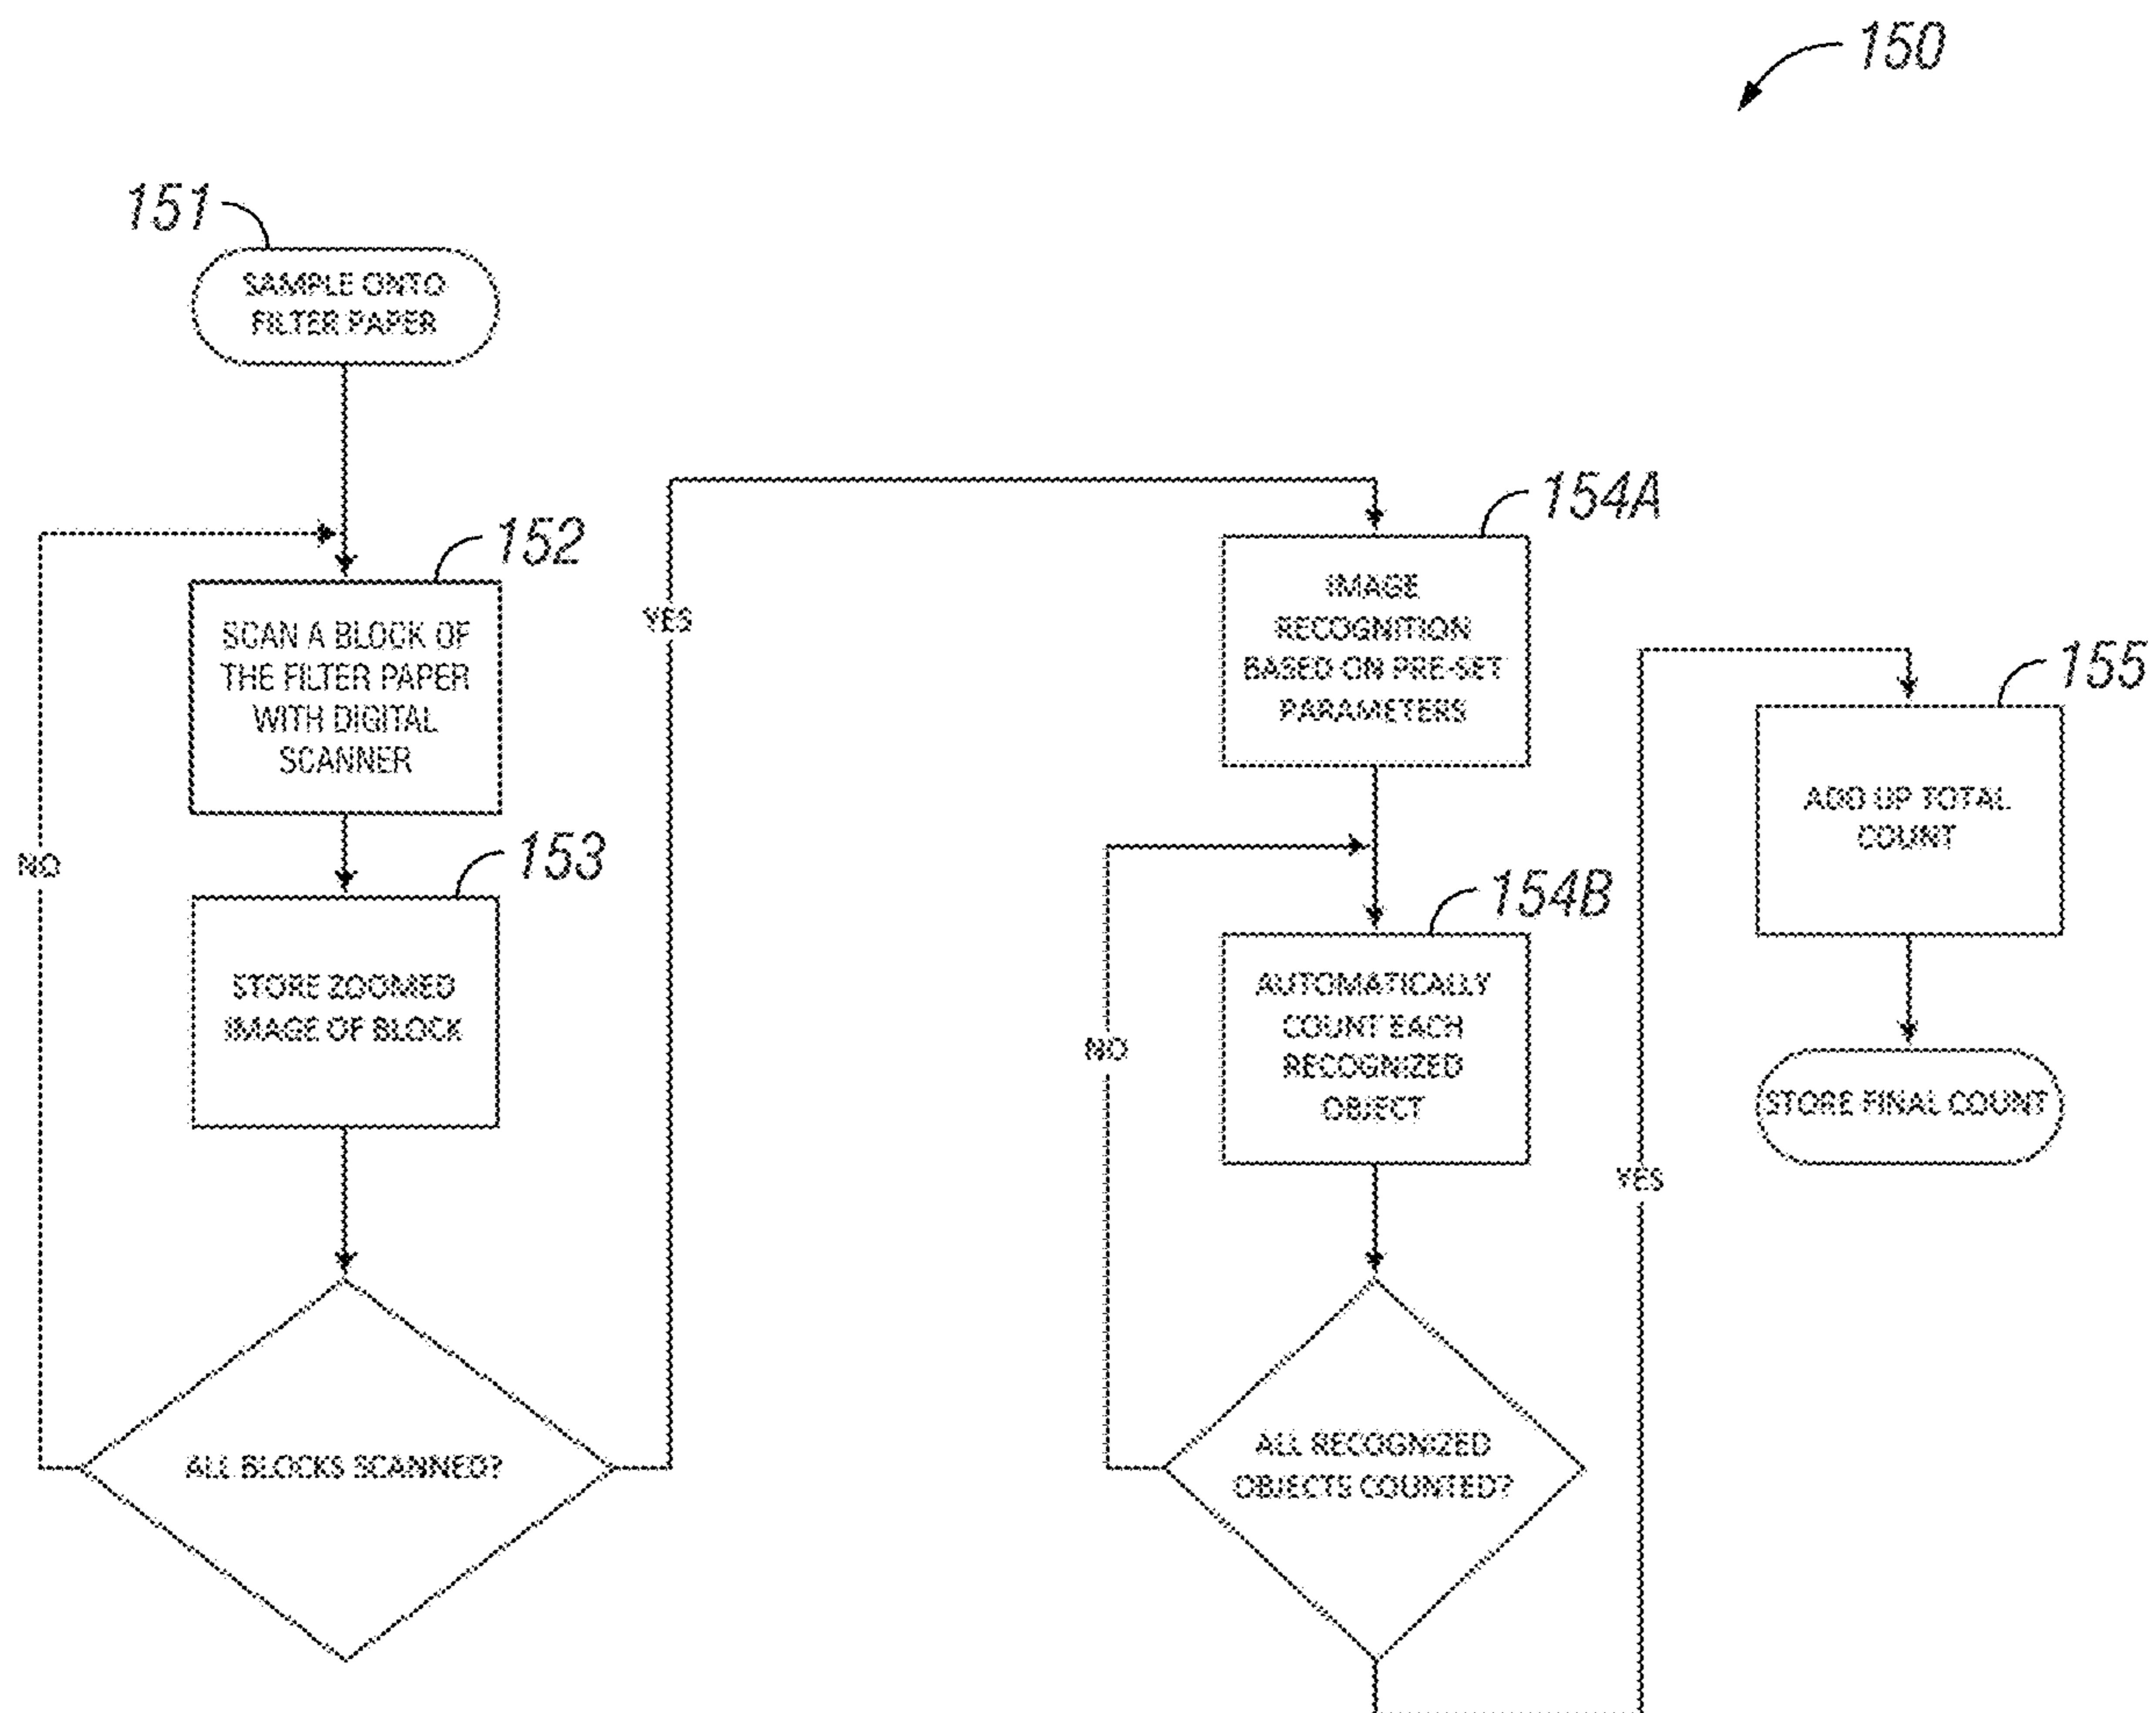 150
151
SAMPLE ONTO
FILTER PAPER
152
SCAN A BLOCK OF
THE FILTER PAPER
WITH DIGITAL
SCANNER
153
STORE ZOOMED
IMAGE OF BLOCK
NO
ALL BLOCKS SCANNED?
YES
154A
IMAGE
RECOGNITION
BASED ON PRE-SET
PARAMETERS
154B
AUTOMATICALLY
COUNT EACH
RECOGNIZED
OBJECT
NO
ALL RECOGNIZED
OBJECTS COUNTED?
YES
155
ADD UP TOTAL
COUNT
STORE FINAL COUNT